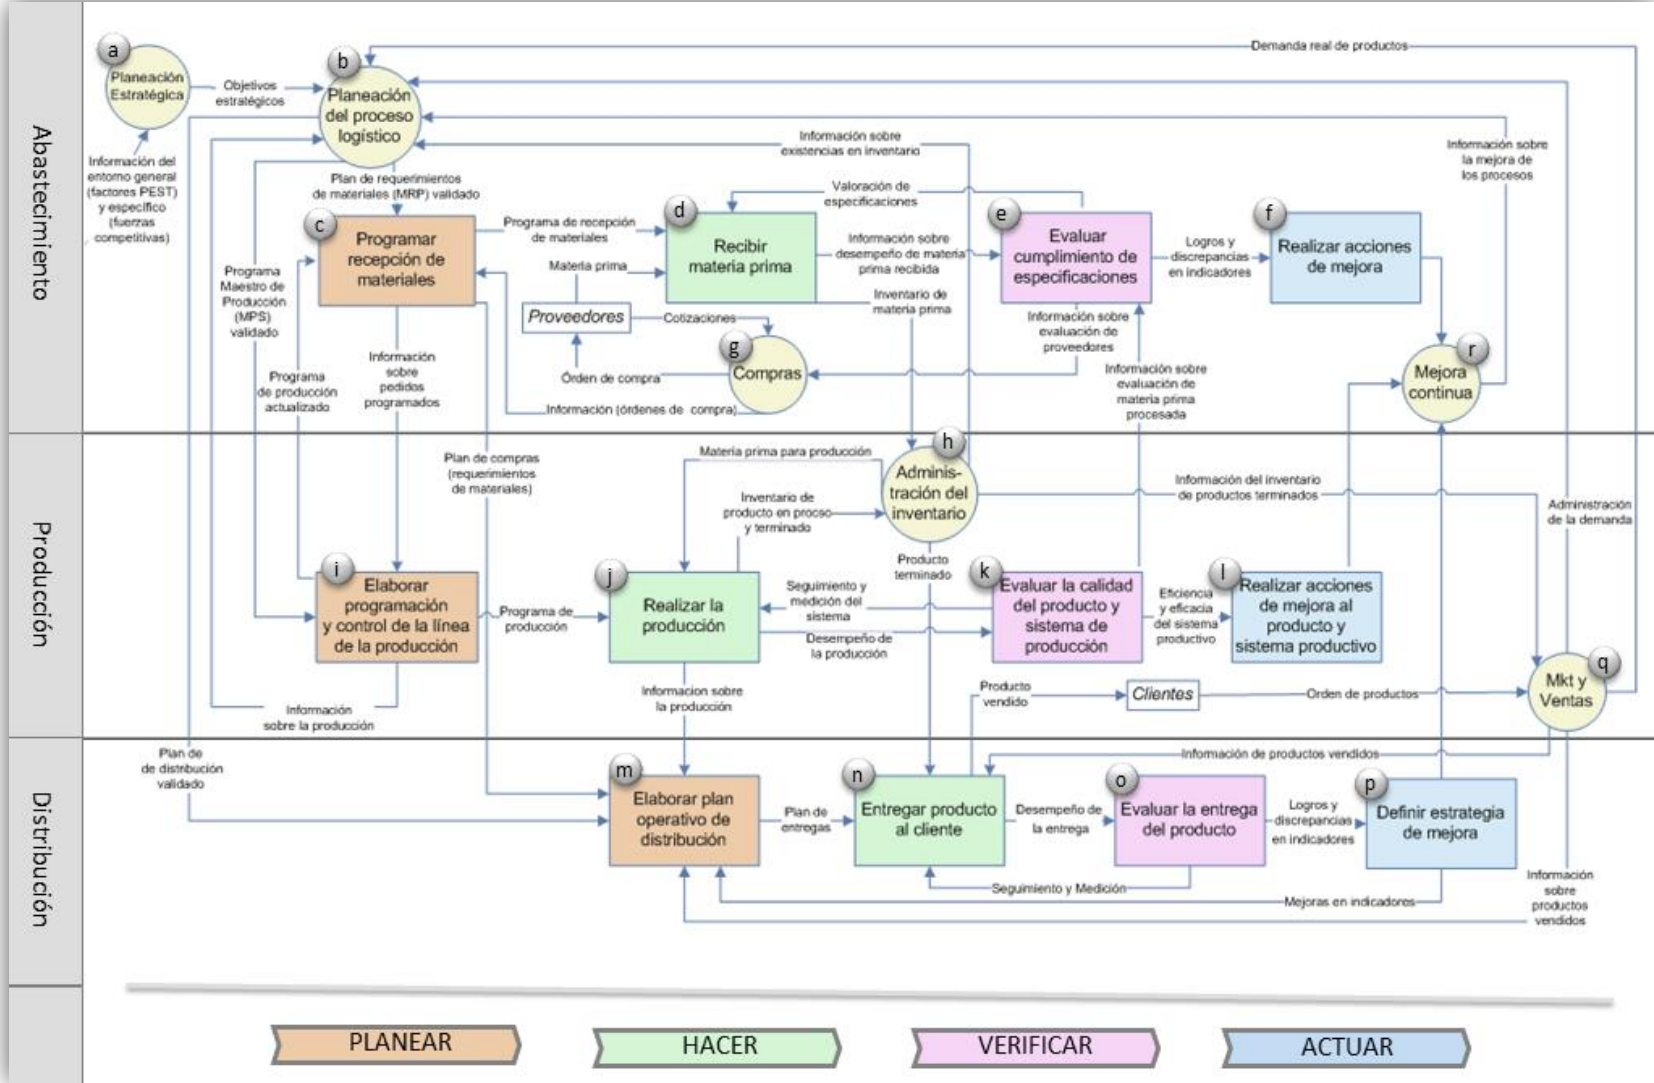 Abastecimiento
Producción
Distribución
a
Planeación
Estratégica
Objetivos
estratégicos
Información del
entorno general
(factores PEST)
y específico
(fuerzas
competitivas)
b
Planeación
del proceso
logístico
Demanda real de productos
Información sobre
existencias en inventario
Información sobre
la mejora de
los procesos
Plan de requerimientos
de materiales (MRP) validado
c
Programar
recepción de
materiales
Programa de recepción
de materiales
Materia prima
d
Recibir
materia prima
Valoración de
especificaciones
Información sobre
desempeño de materia
prima recibida
Inventario de
materia prima
e
Evaluar
cumplimiento de
especificaciones
Logros y
discrepancias
en indicadores
f
Realizar acciones
de mejora
Programa
Maestro de
Producción
(MPS)
validado
Programa
de producción
actualizado
Información
sobre
pedidos
programados
Proveedores
Cotizaciones
g
Compras
Órden de compra
Información (órdenes de compra)
Información sobre
evaluación de
proveedores
Información sobre
evaluación de
materia prima
procesada
r
Mejora
continua
Plan de compras
(requerimientos
de materiales)
Materia prima para producción
Inventario de
producto en procso
y terminado
h
Adminis-
tración del
inventario
Información del inventario
de productos terminados
Administración
de la demanda
Producto
terminado
i
Elaborar
programación
y control de la línea
de la producción
Programa de
producción
j
Realizar la
producción
Seguimiento y
medición del
sistema
Desempeño de
la producción
k
Evaluar la calidad
del producto y
sistema de
producción
Eficiencia
y eficacia
del sistema
productivo
l
Realizar acciones
de mejora al
producto y
sistema productivo
Información
sobre la producción
Informacion sobre
la producción
Producto
vendido
Clientes
Orden de productos
q
Mkt y
Ventas
Plan de
de distribución
validado
Información de productos vendidos
m
Elaborar plan
operativo de
distribución
Plan de
entregas
n
Entregar producto
al cliente
Desempeño de
la entrega
o
Evaluar la entrega
del producto
Logros y
discrepancias
en indicadores
p
Definir estrategia
de mejora
Seguimiento y Medición
Mejoras en indicadores
Información
sobre
productos
vendidos
PLANEAR
HACER
VERIFICAR
ACTUAR